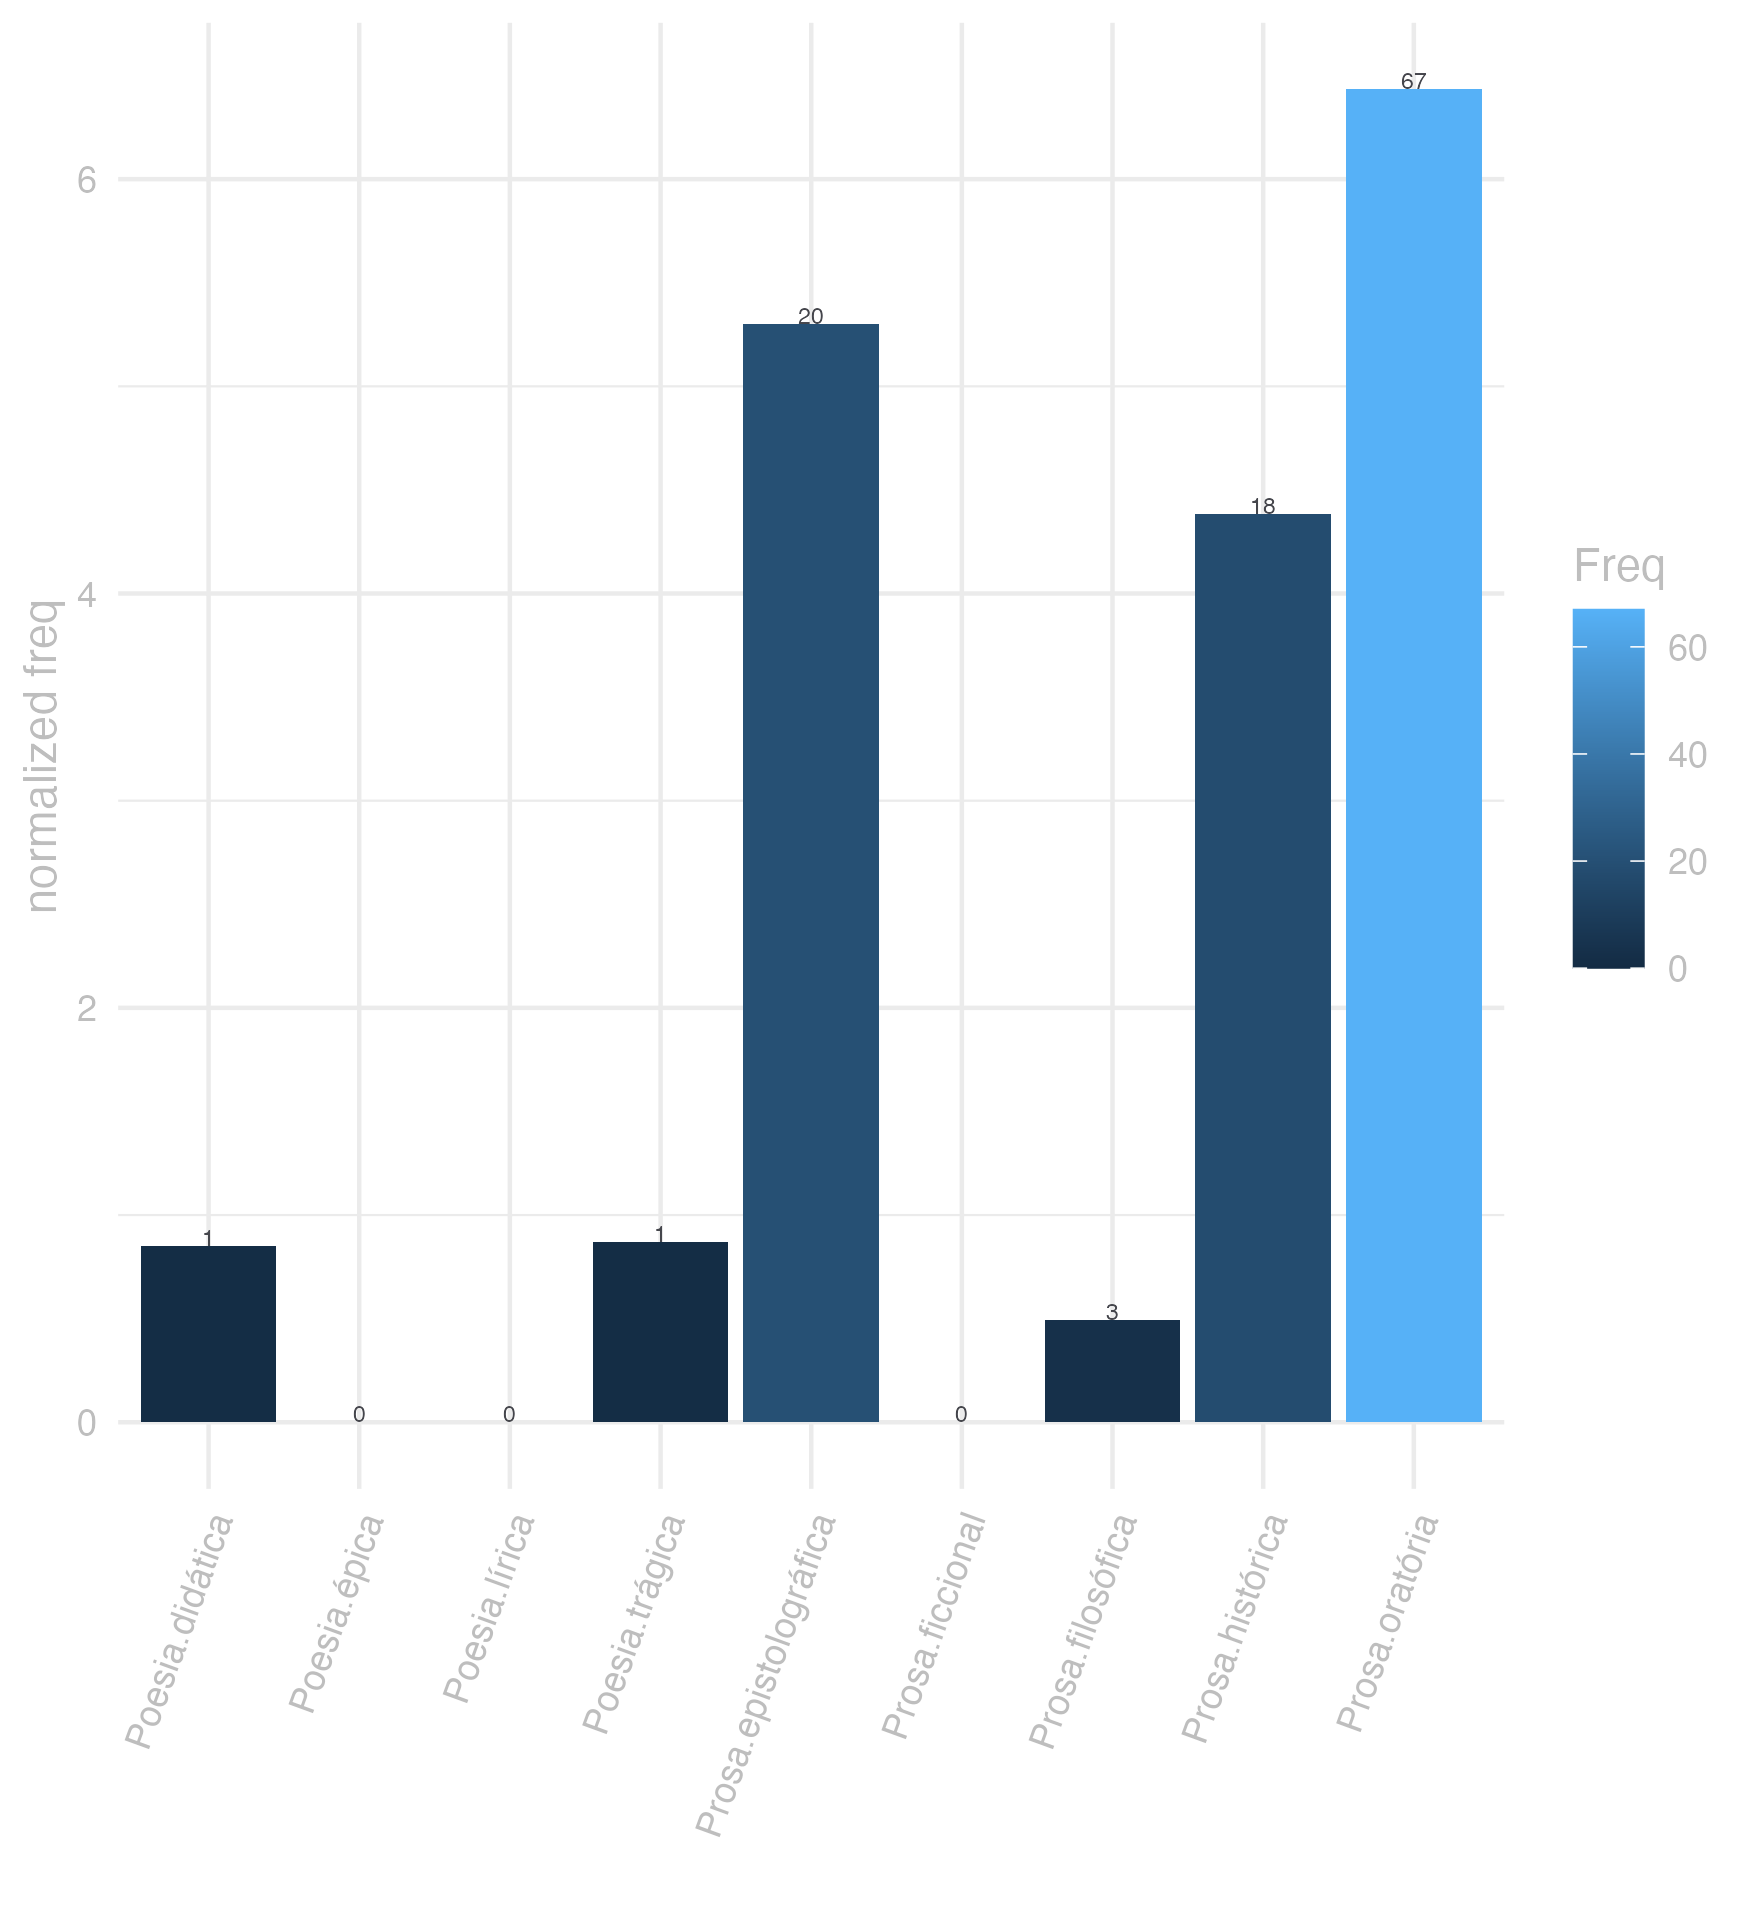 67
6
20
18
Freq
60
40
20
0
4
normalized freq
2
1
1
3
0
0
0
0
Poesia.didática
Poesia.épica
Poesia.lírica
Poesia.trágica
Prosa.epistolográfica
Prosa.ficcional
Prosa.filosófica
Prosa.histórica
Prosa.oratória